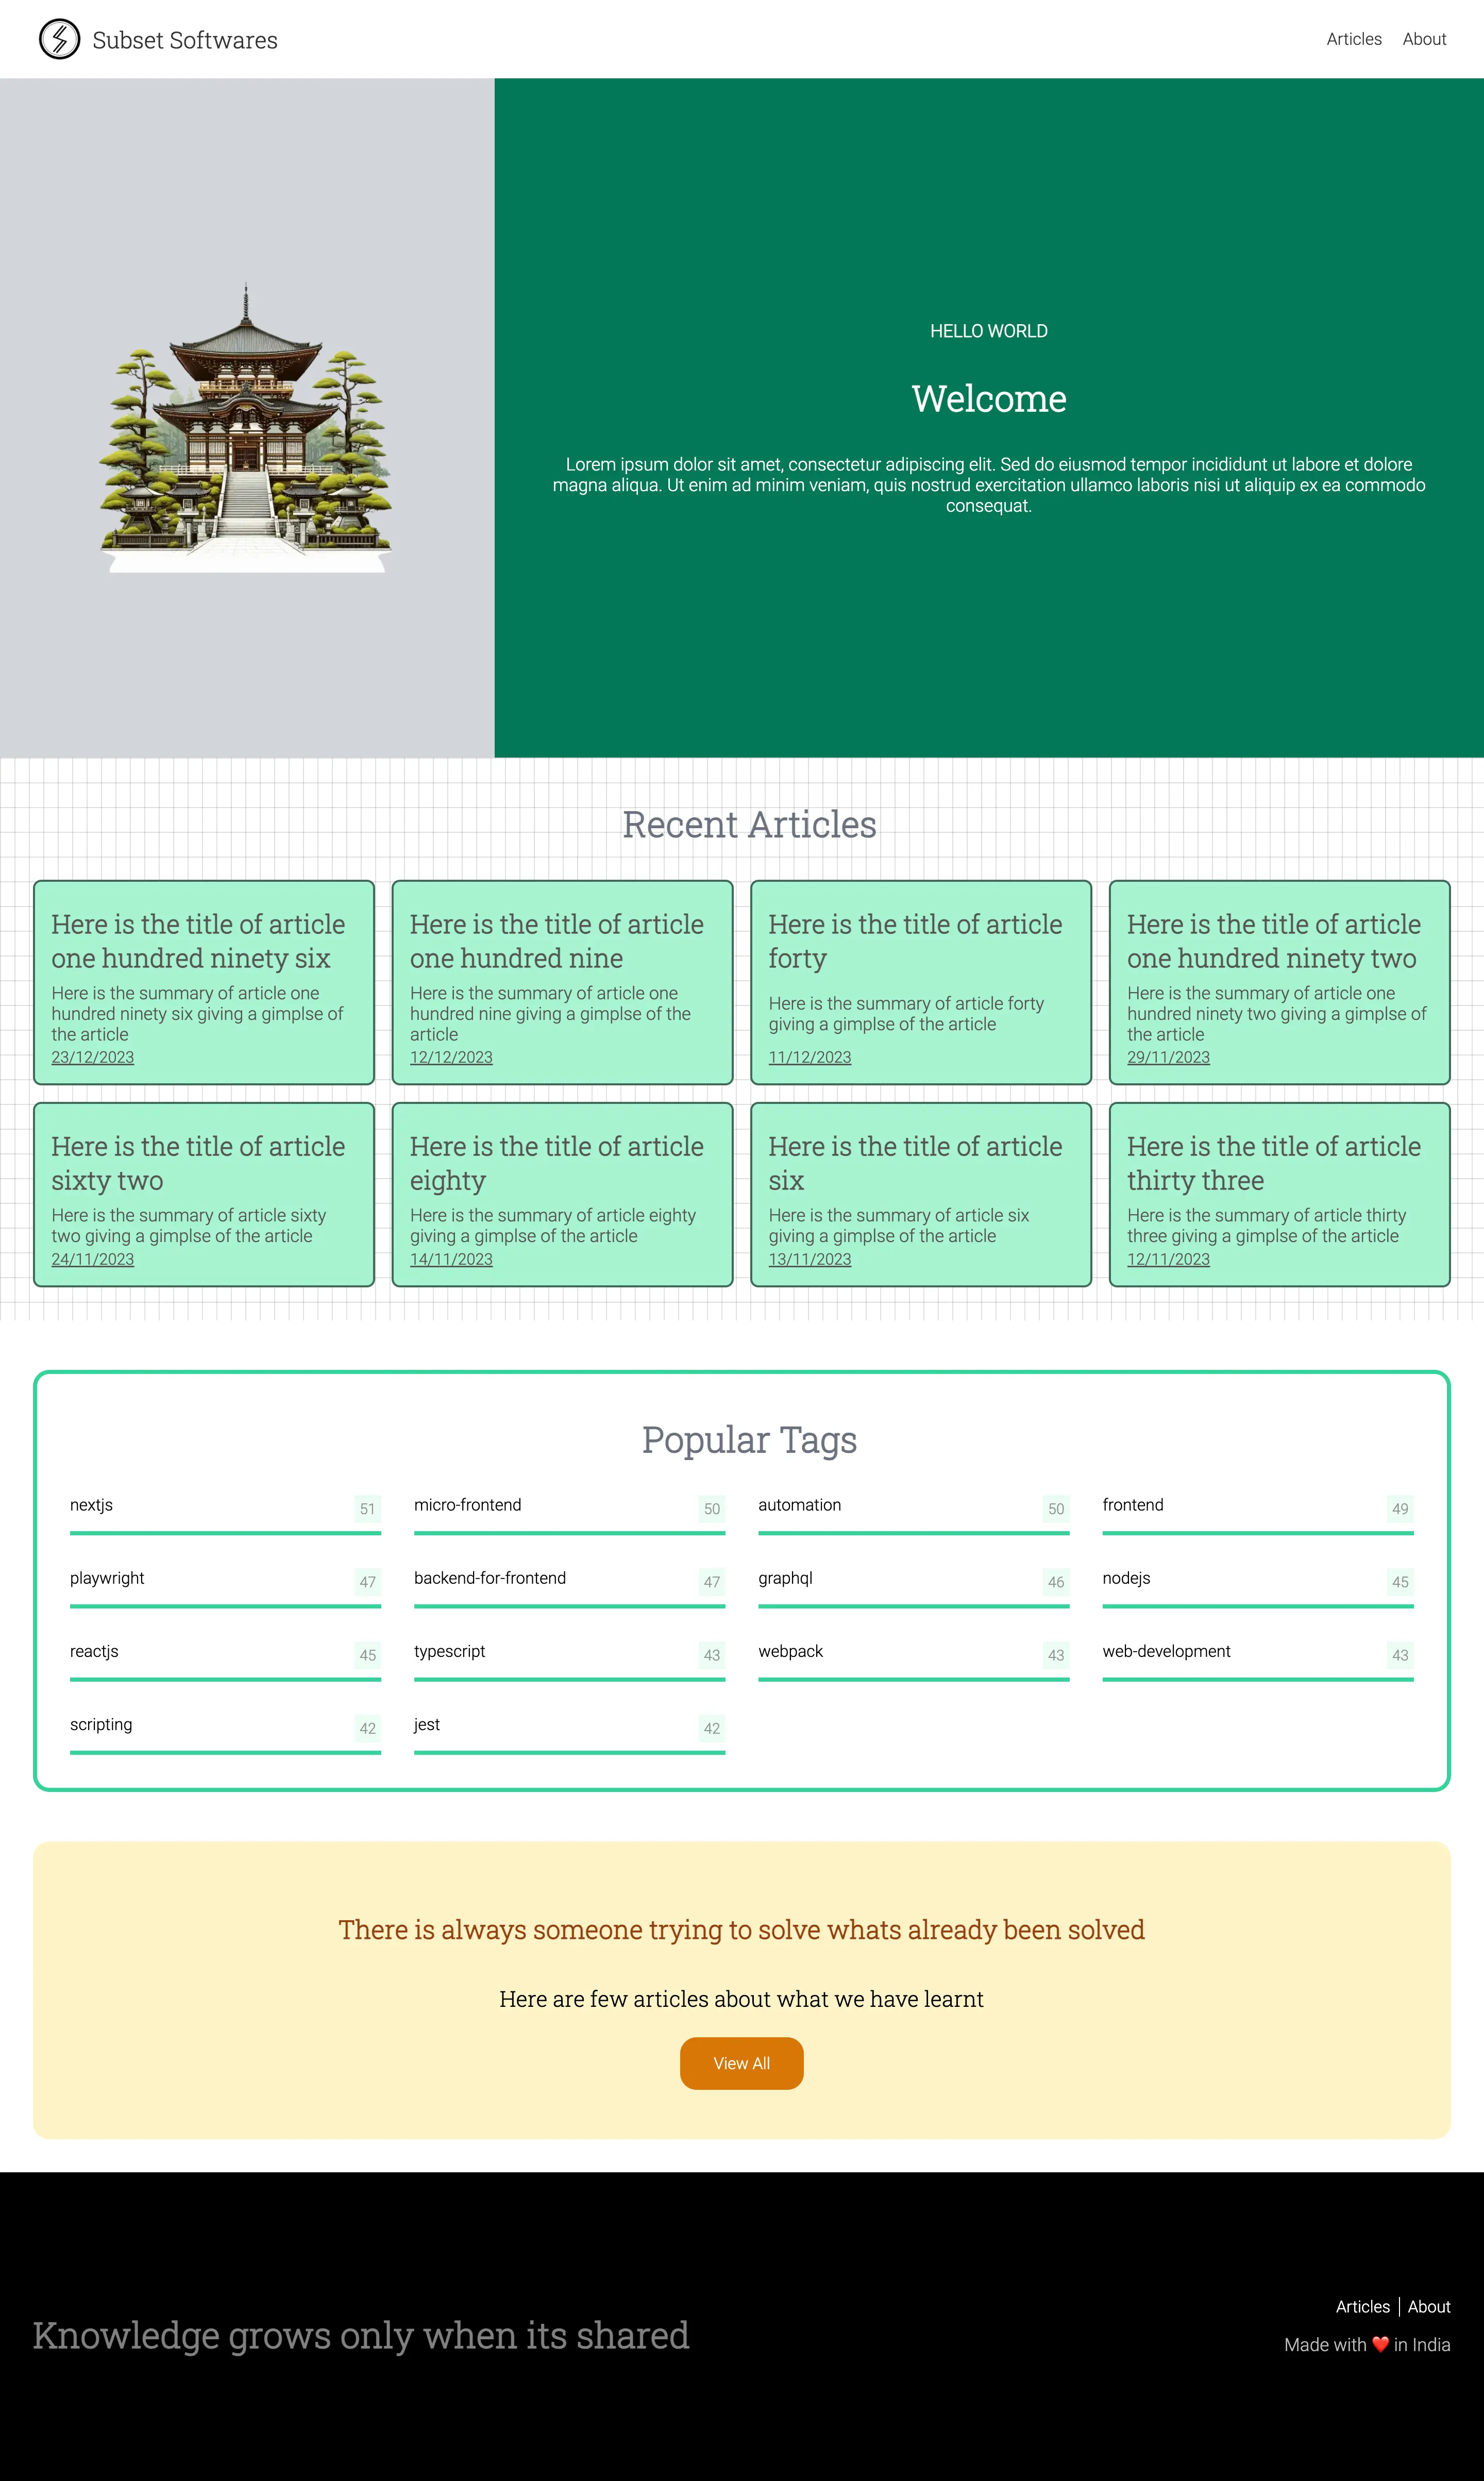 Subset Softwares
Articles
About
HELLO WORLD
Welcome
Lorem ipsum dolor sit amet, consectetur adipiscing elit. Sed do eiusmod tempor incididunt ut labore et dolore
magna aliqua. Ut enim ad minim veniam, quis nostrud exercitation ullamco laboris nisi ut aliquip ex ea commodo
consequat.
Recent Articles
Here is the title of article
one hundred ninety six
Here is the summary of article one
hundred ninety six giving a gimplse of
the article
23/12/2023
Here is the title of article
one hundred nine
Here is the summary of article one
hundred nine giving a gimplse of the
article
12/12/2023
Here is the title of article
forty
Here is the summary of article forty
giving a gimplse of the article
11/12/2023
Here is the title of article
one hundred ninety two
Here is the summary of article one
hundred ninety two giving a gimplse of
the article
29/11/2023
Here is the title of article
sixty two
Here is the summary of article sixty
two giving a gimplse of the article
24/11/2023
Here is the title of article
eighty
Here is the summary of article eighty
giving a gimplse of the article
14/11/2023
Here is the title of article
six
Here is the summary of article six
giving a gimplse of the article
13/11/2023
Here is the title of article
thirty three
Here is the summary of article thirty
three giving a gimplse of the article
12/11/2023
Popular Tags
nextjs 51
micro-frontend 50
automation 50
frontend 49
playwright 47
backend-for-frontend 47
graphql 46
nodejs 45
reactjs 45
typescript 43
webpack 43
web-development 43
scripting 42
jest 42
There is always someone trying to solve whats already been solved
Here are few articles about what we have learnt
View All
Knowledge grows only when its shared
Articles | About
Made with ❤️ in India